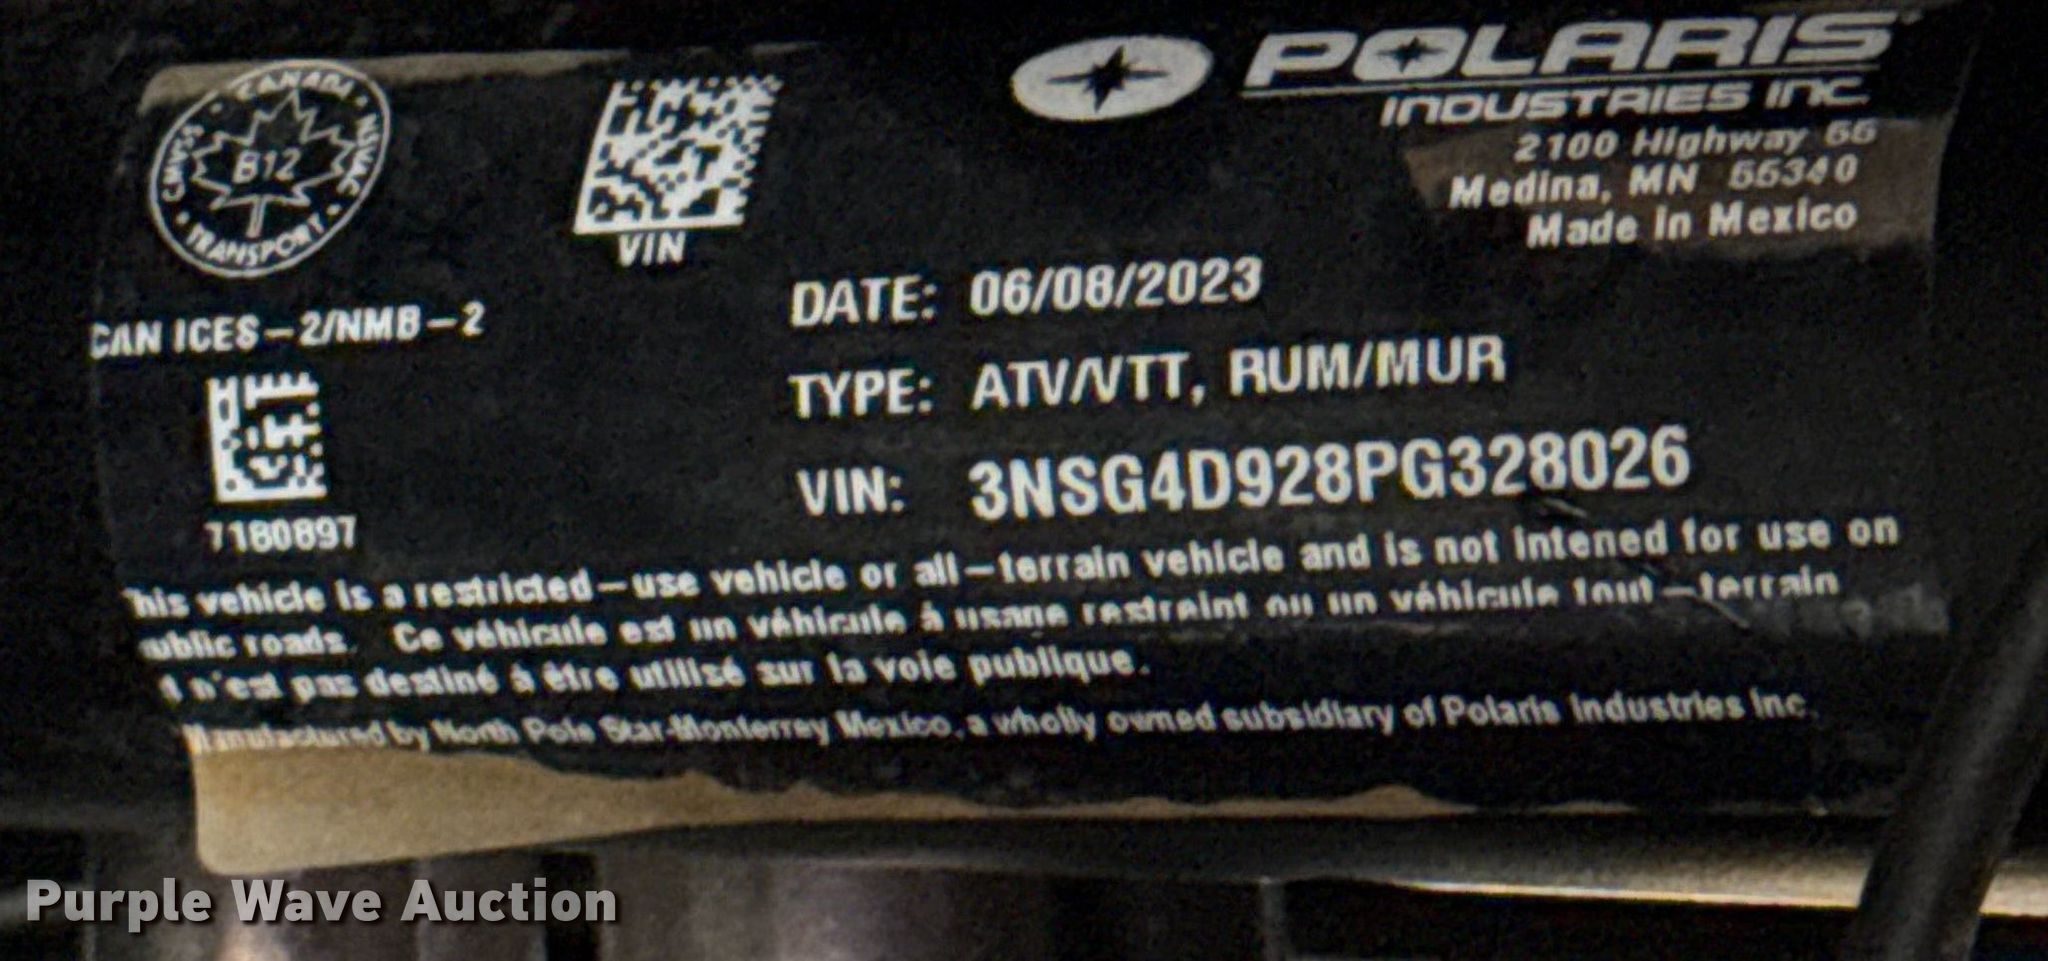 CANADA · NSVAC · TRANSPORT · CMVSS
B12
VIN
POLARIS
INDUSTRIES INC.
2100 Highway 55
Medina, MN 55340
Made in Mexico
DATE: 06/08/2023
CAN ICES-2/NMB-2
TYPE: ATV/VTT, RUM/MUR
VIN: 3NSG4D928PG328026
7180897
This vehicle is a restricted-use vehicle or all-terrain vehicle and is not intened for use on
public roads. Ce véhicule est un véhicule à usage restreint ou un véhicule tout-terrain
et n'est pas destiné à être utilisé sur la voie publique.
Manufactured by North Pole Star-Monterrey Mexico, a wholly owned subsidiary of Polaris Industries Inc.
Purple Wave Auction